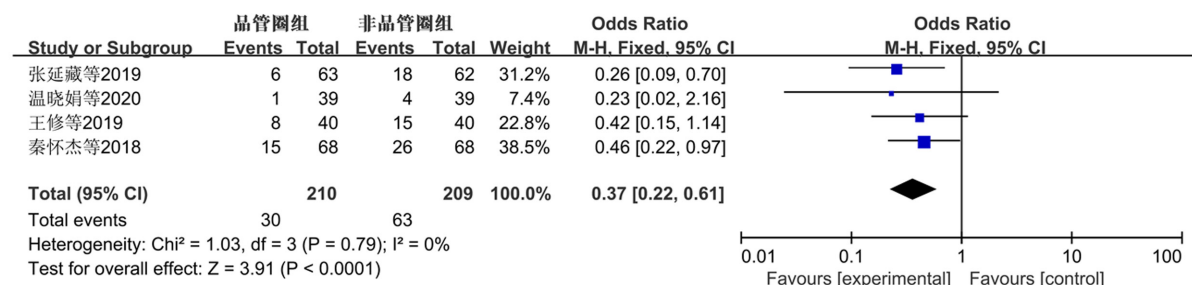 品管圈组 非品管圈组 Odds Ratio Odds Ratio
Study or Subgroup Events Total Events Total Weight M-H, Fixed, 95% CI M-H, Fixed, 95% CI
张延藏等2019 6 63 18 62 31.2% 0.26 [0.09, 0.70]
温晓娟等2020 1 39 4 39 7.4% 0.23 [0.02, 2.16]
王修等2019 8 40 15 40 22.8% 0.42 [0.15, 1.14]
秦怀杰等2018 15 68 26 68 38.5% 0.46 [0.22, 0.97]
Total (95% CI) 210 209 100.0% 0.37 [0.22, 0.61]
Total events 30 63
Heterogeneity: Chi² = 1.03, df = 3 (P = 0.79); I² = 0%
Test for overall effect: Z = 3.91 (P < 0.0001)
0.01 0.1 1 10 100
Favours [experimental] Favours [control]